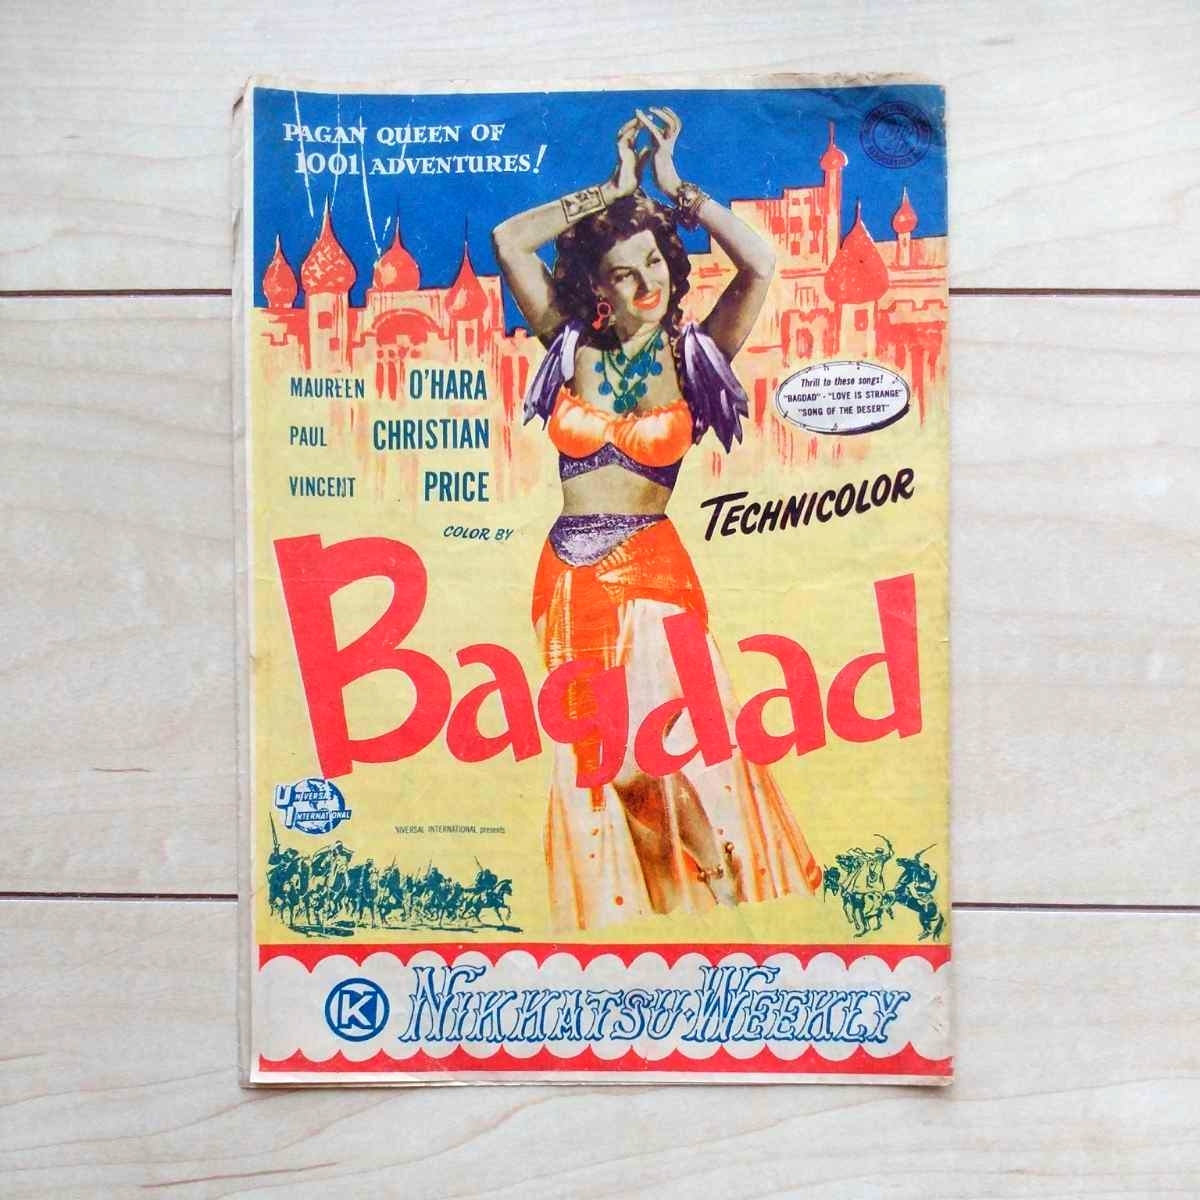 PAGAN QUEEN OF
1001 ADVENTURES!
MAUREEN O'HARA
PAUL CHRISTIAN
VINCENT PRICE
Thrill to these songs!
"BAGDAD" - "LOVE IS STRANGE"
"SONG OF THE DESERT"
COLOR BY TECHNICOLOR
Bagdad
UNIVERSAL
INTERNATIONAL
NIVERSAL INTERNATIONAL presents
K NIKKATSU·WEEKLY